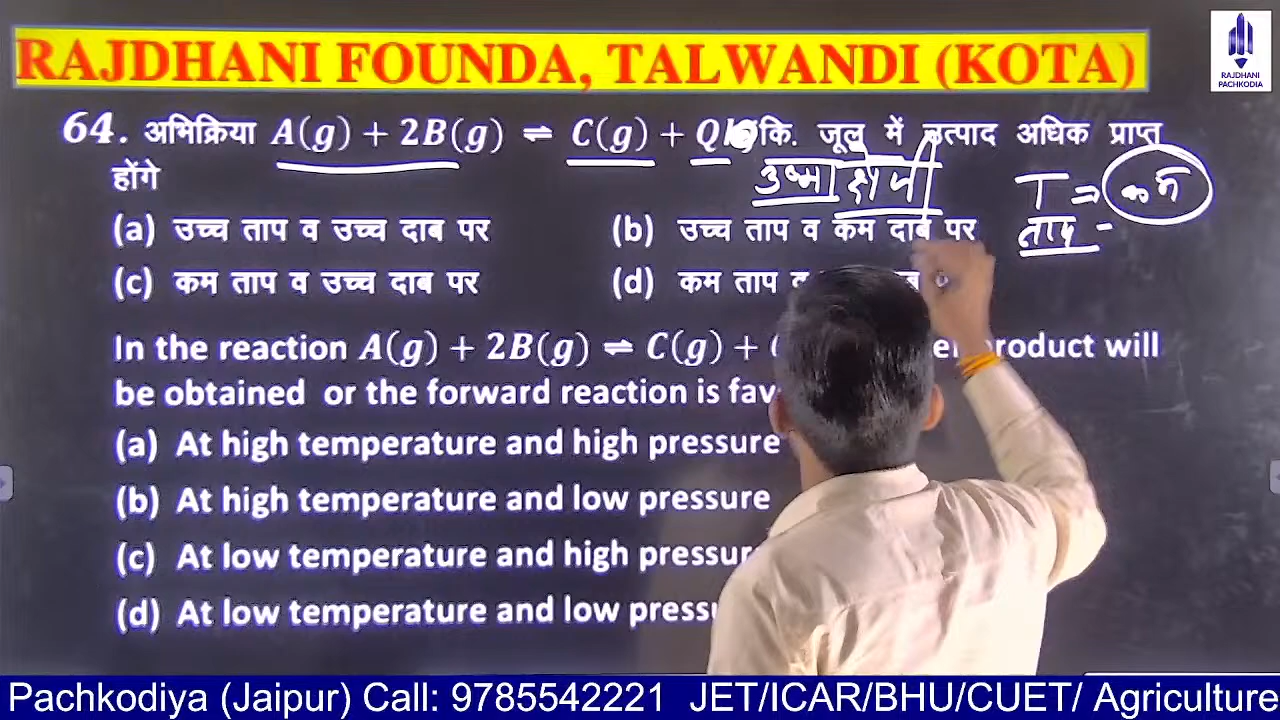 RAJDHANI FOUNDA, TALWANDI (KOTA)
RAJDHANI
PACHKODIA
64. अभिक्रिया A(g) + 2B(g) ⇌ C(g) + Q कि. जूल में उत्पाद अधिक प्राप्त
होंगे
उष्माक्षेपी
T ⇒ कम
ताप -
(a) उच्च ताप व उच्च दाब पर
(b) उच्च ताप व कम दाब पर
(c) कम ताप व उच्च दाब पर
(d) कम ताप व
In the reaction A(g) + 2B(g) ⇌ C(g) + product will
be obtained or the forward reaction is
(a) At high temperature and high pressure
(b) At high temperature and low pressure
(c) At low temperature and high
(d) At low temperature and low
Pachkodiya (Jaipur) Call: 9785542221 JET/ICAR/BHU/CUET/ Agriculture